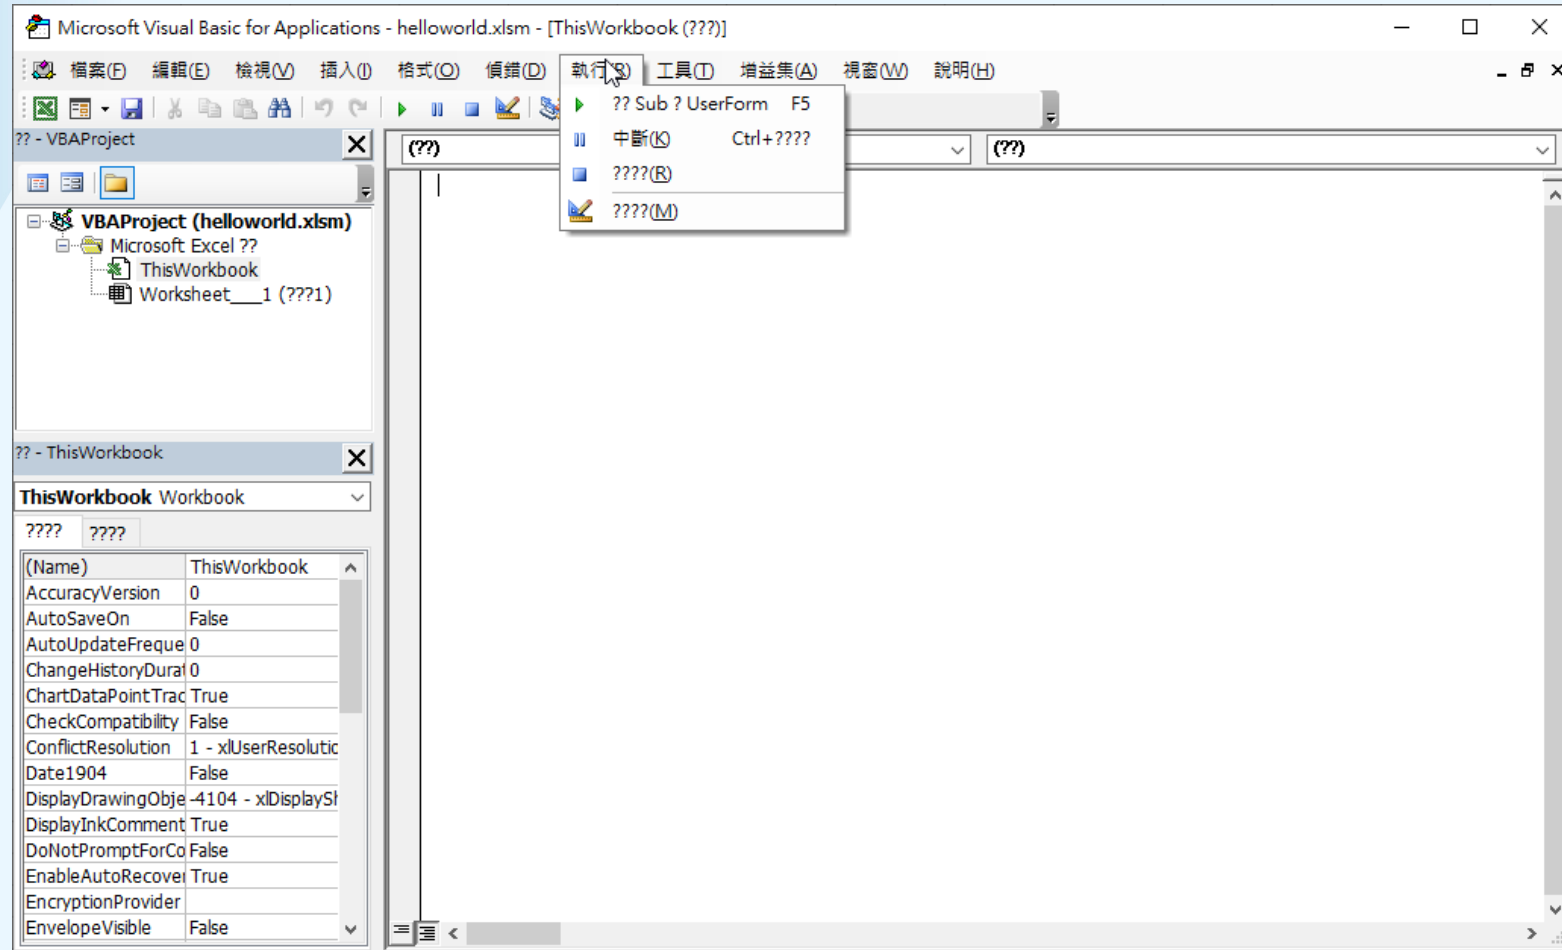 Microsoft Visual Basic for Applications - helloworld.xlsm - [ThisWorkbook (???)]
檔案(F) 編輯(E) 檢視(V) 插入(I) 格式(O) 偵錯(D) 執行(R) 工具(T) 增益集(A) 視窗(W) 說明(H)
?? Sub ? UserForm F5
中斷(K) Ctrl+????
????(R)
????(M)
?? - VBAProject
(??) (??)
VBAProject (helloworld.xlsm)
Microsoft Excel ??
ThisWorkbook
Worksheet___1 (???1)
?? - ThisWorkbook
ThisWorkbook Workbook
???? ????
(Name) ThisWorkbook
AccuracyVersion 0
AutoSaveOn False
AutoUpdateFreque 0
ChangeHistoryDurat 0
ChartDataPointTrac True
CheckCompatibility False
ConflictResolution 1 - xlUserResolutic
Date1904 False
DisplayDrawingObje -4104 - xlDisplaySh
DisplayInkComment True
DoNotPromptForCo False
EnableAutoRecover True
EncryptionProvider
EnvelopeVisible False